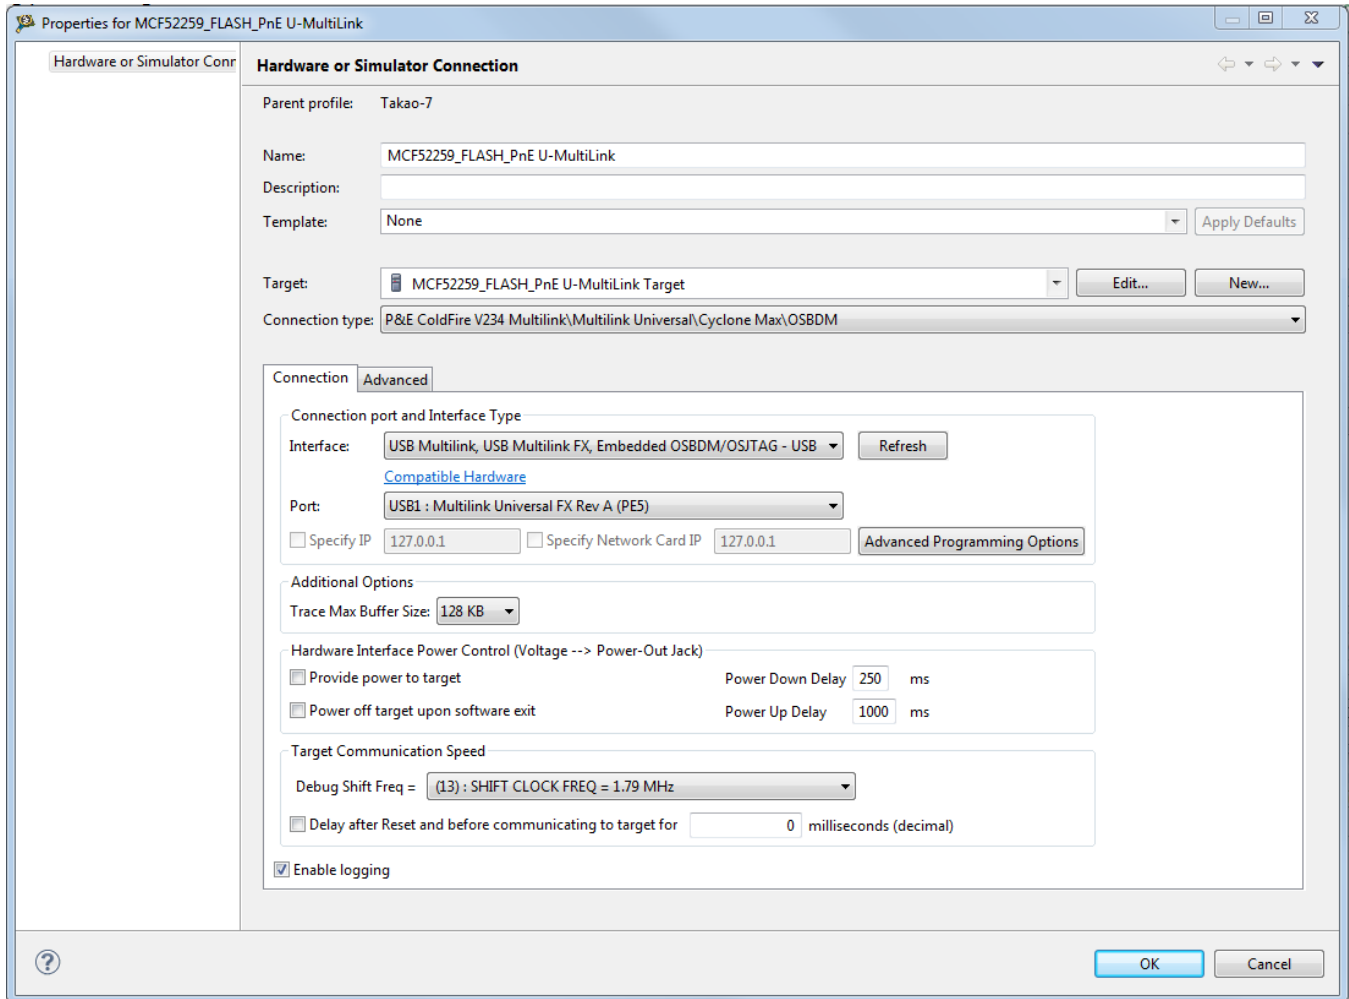 Properties for MCF52259_FLASH_PnE U-MultiLink
Hardware or Simulator Conr
Hardware or Simulator Connection
Parent profile: Takao-7
Name: MCF52259_FLASH_PnE U-MultiLink
Description:
Template: None Apply Defaults
Target: MCF52259_FLASH_PnE U-MultiLink Target Edit... New...
Connection type: P&E ColdFire V234 Multilink\Multilink Universal\Cyclone Max\OSBDM
Connection Advanced
Connection port and Interface Type
Interface: USB Multilink, USB Multilink FX, Embedded OSBDM/OSJTAG - USB Refresh
Compatible Hardware
Port: USB1 : Multilink Universal FX Rev A (PE5)
Specify IP 127.0.0.1 Specify Network Card IP 127.0.0.1 Advanced Programming Options
Additional Options
Trace Max Buffer Size: 128 KB
Hardware Interface Power Control (Voltage --> Power-Out Jack)
Provide power to target Power Down Delay 250 ms
Power off target upon software exit Power Up Delay 1000 ms
Target Communication Speed
Debug Shift Freq = (13) : SHIFT CLOCK FREQ = 1.79 MHz
Delay after Reset and before communicating to target for 0 milliseconds (decimal)
Enable logging
OK Cancel